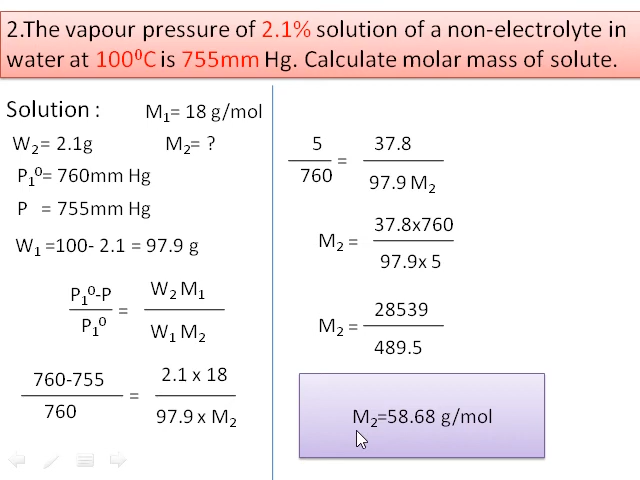 2.The vapour pressure of 2.1% solution of a non-electrolyte in
water at 100⁰C is 755mm Hg. Calculate molar mass of solute.
Solution :
M₁= 18 g/mol
W₂= 2.1g
M₂= ?
P₁⁰= 760mm Hg
P = 755mm Hg
W₁ =100- 2.1 = 97.9 g
P₁⁰-P
P₁⁰
=
W₂ M₁
W₁ M₂
760-755
760
=
2.1 x 18
97.9 x M₂
5
760
=
37.8
97.9 M₂
M₂ =
37.8x760
97.9x 5
M₂ =
28539
489.5
M₂=58.68 g/mol